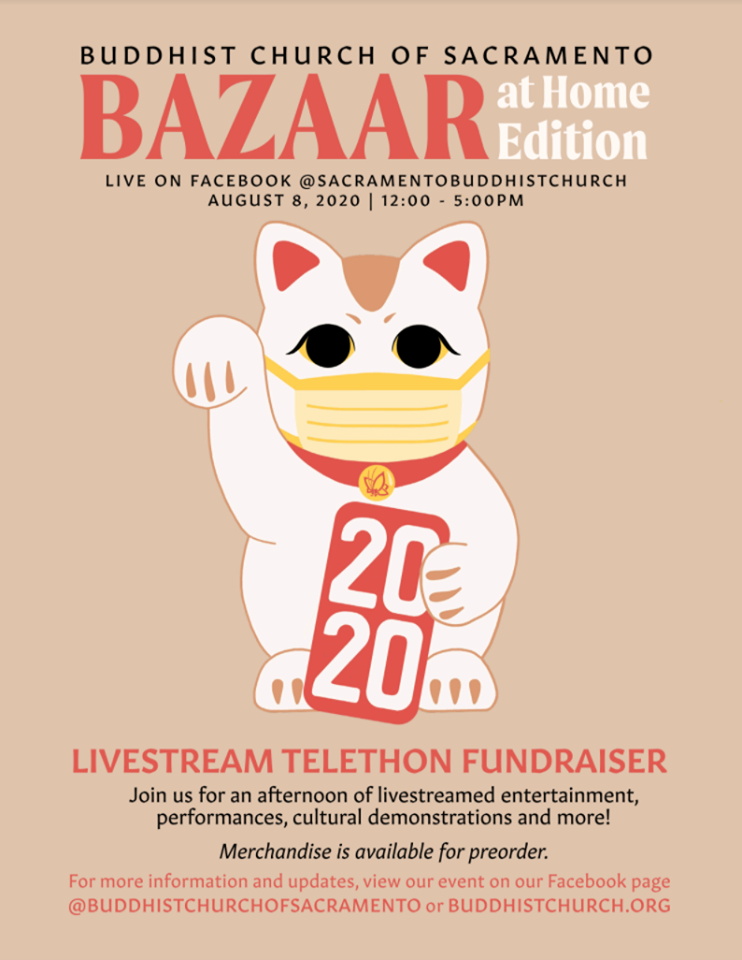 BUDDHIST CHURCH OF SACRAMENTO
BAZAAR at Home
Edition
LIVE ON FACEBOOK @SACRAMENTOBUDDHISTCHURCH
AUGUST 8, 2020 | 12:00 - 5:00PM
20
20
LIVESTREAM TELETHON FUNDRAISER
Join us for an afternoon of livestreamed entertainment,
performances, cultural demonstrations and more!
Merchandise is available for preorder.
For more information and updates, view our event on our Facebook page
@BUDDHISTCHURCHOFSACRAMENTO or BUDDHISTCHURCH.ORG